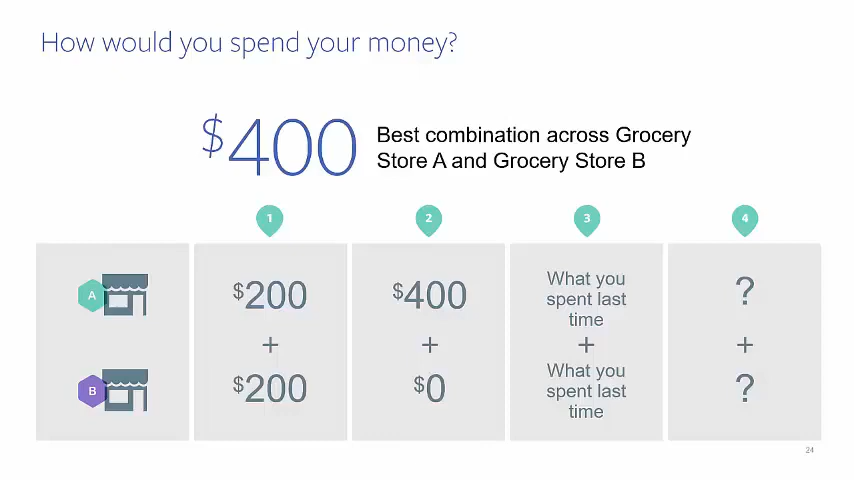 How would you spend your money?
$400
Best combination across Grocery
Store A and Grocery Store B
1
2
3
4
A
$200
$400
What you
spent last
time
?
+
+
+
+
B
$200
$0
What you
spent last
time
?
24